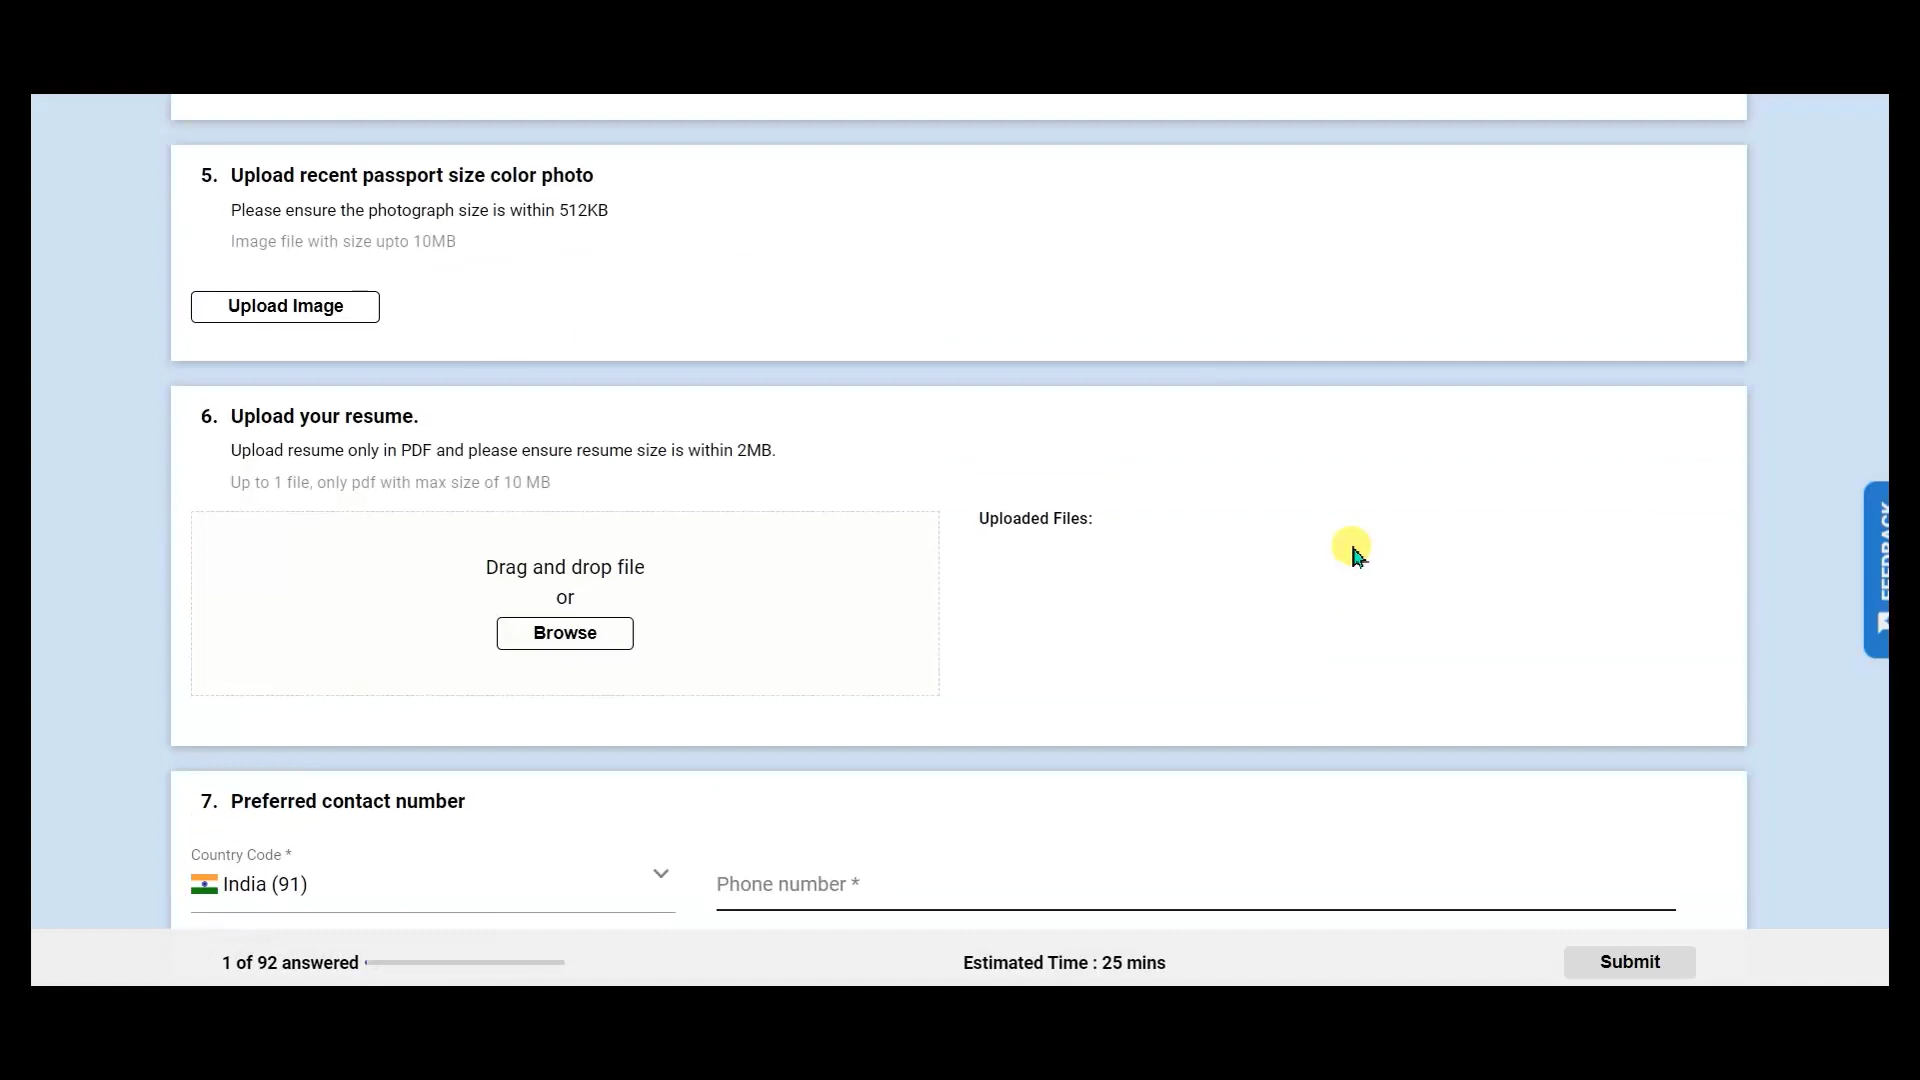 5. Upload recent passport size color photo
Please ensure the photograph size is within 512KB
Image file with size upto 10MB
Upload Image
6. Upload your resume.
Upload resume only in PDF and please ensure resume size is within 2MB.
Up to 1 file, only pdf with max size of 10 MB
Drag and drop file
or
Browse
Uploaded Files:
FEEDBACK
7. Preferred contact number
Country Code *
India (91)
Phone number *
1 of 92 answered
Estimated Time : 25 mins
Submit